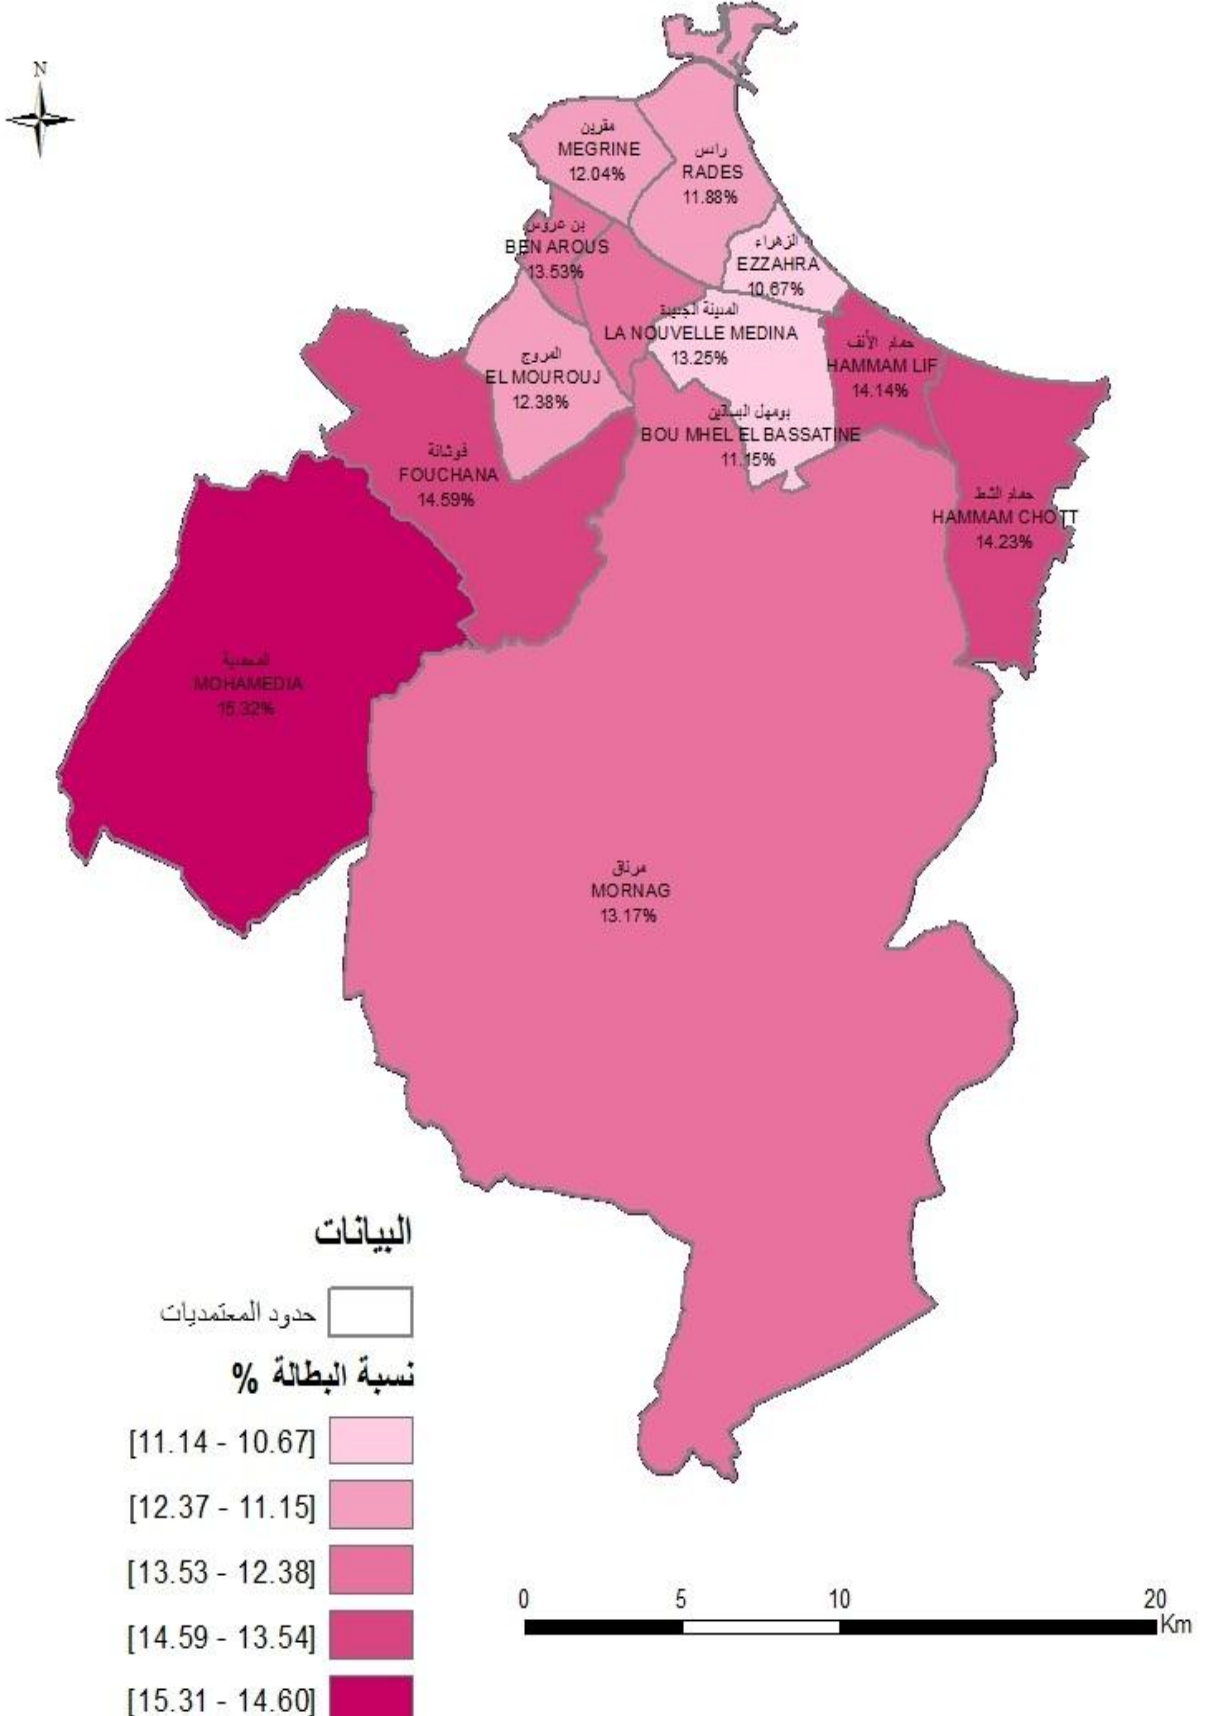 N
مقرين
MEGRINE
12.04%
رادس
RADES
11.88%
بن عروس
BEN AROUS
13.53%
الزهراء
EZZAHRA
10.67%
المدينة الجديدة
LA NOUVELLE MEDINA
13.25%
حمام الأنف
HAMMAM LIF
14.14%
المروج
EL MOUROUJ
12.38%
بومهل البساتين
BOU MHEL EL BASSATINE
11.15%
فوشانة
FOUCHANA
14.59%
حمام الشط
HAMMAM CHOTT
14.23%
المحمدية
MOHAMEDIA
15.32%
مرناق
MORNAG
13.17%
البيانات
حدود المعتمديات
نسبة البطالة %
[11.14 - 10.67]
[12.37 - 11.15]
[13.53 - 12.38]
[14.59 - 13.54]
[15.31 - 14.60]
0 5 10 20
Km